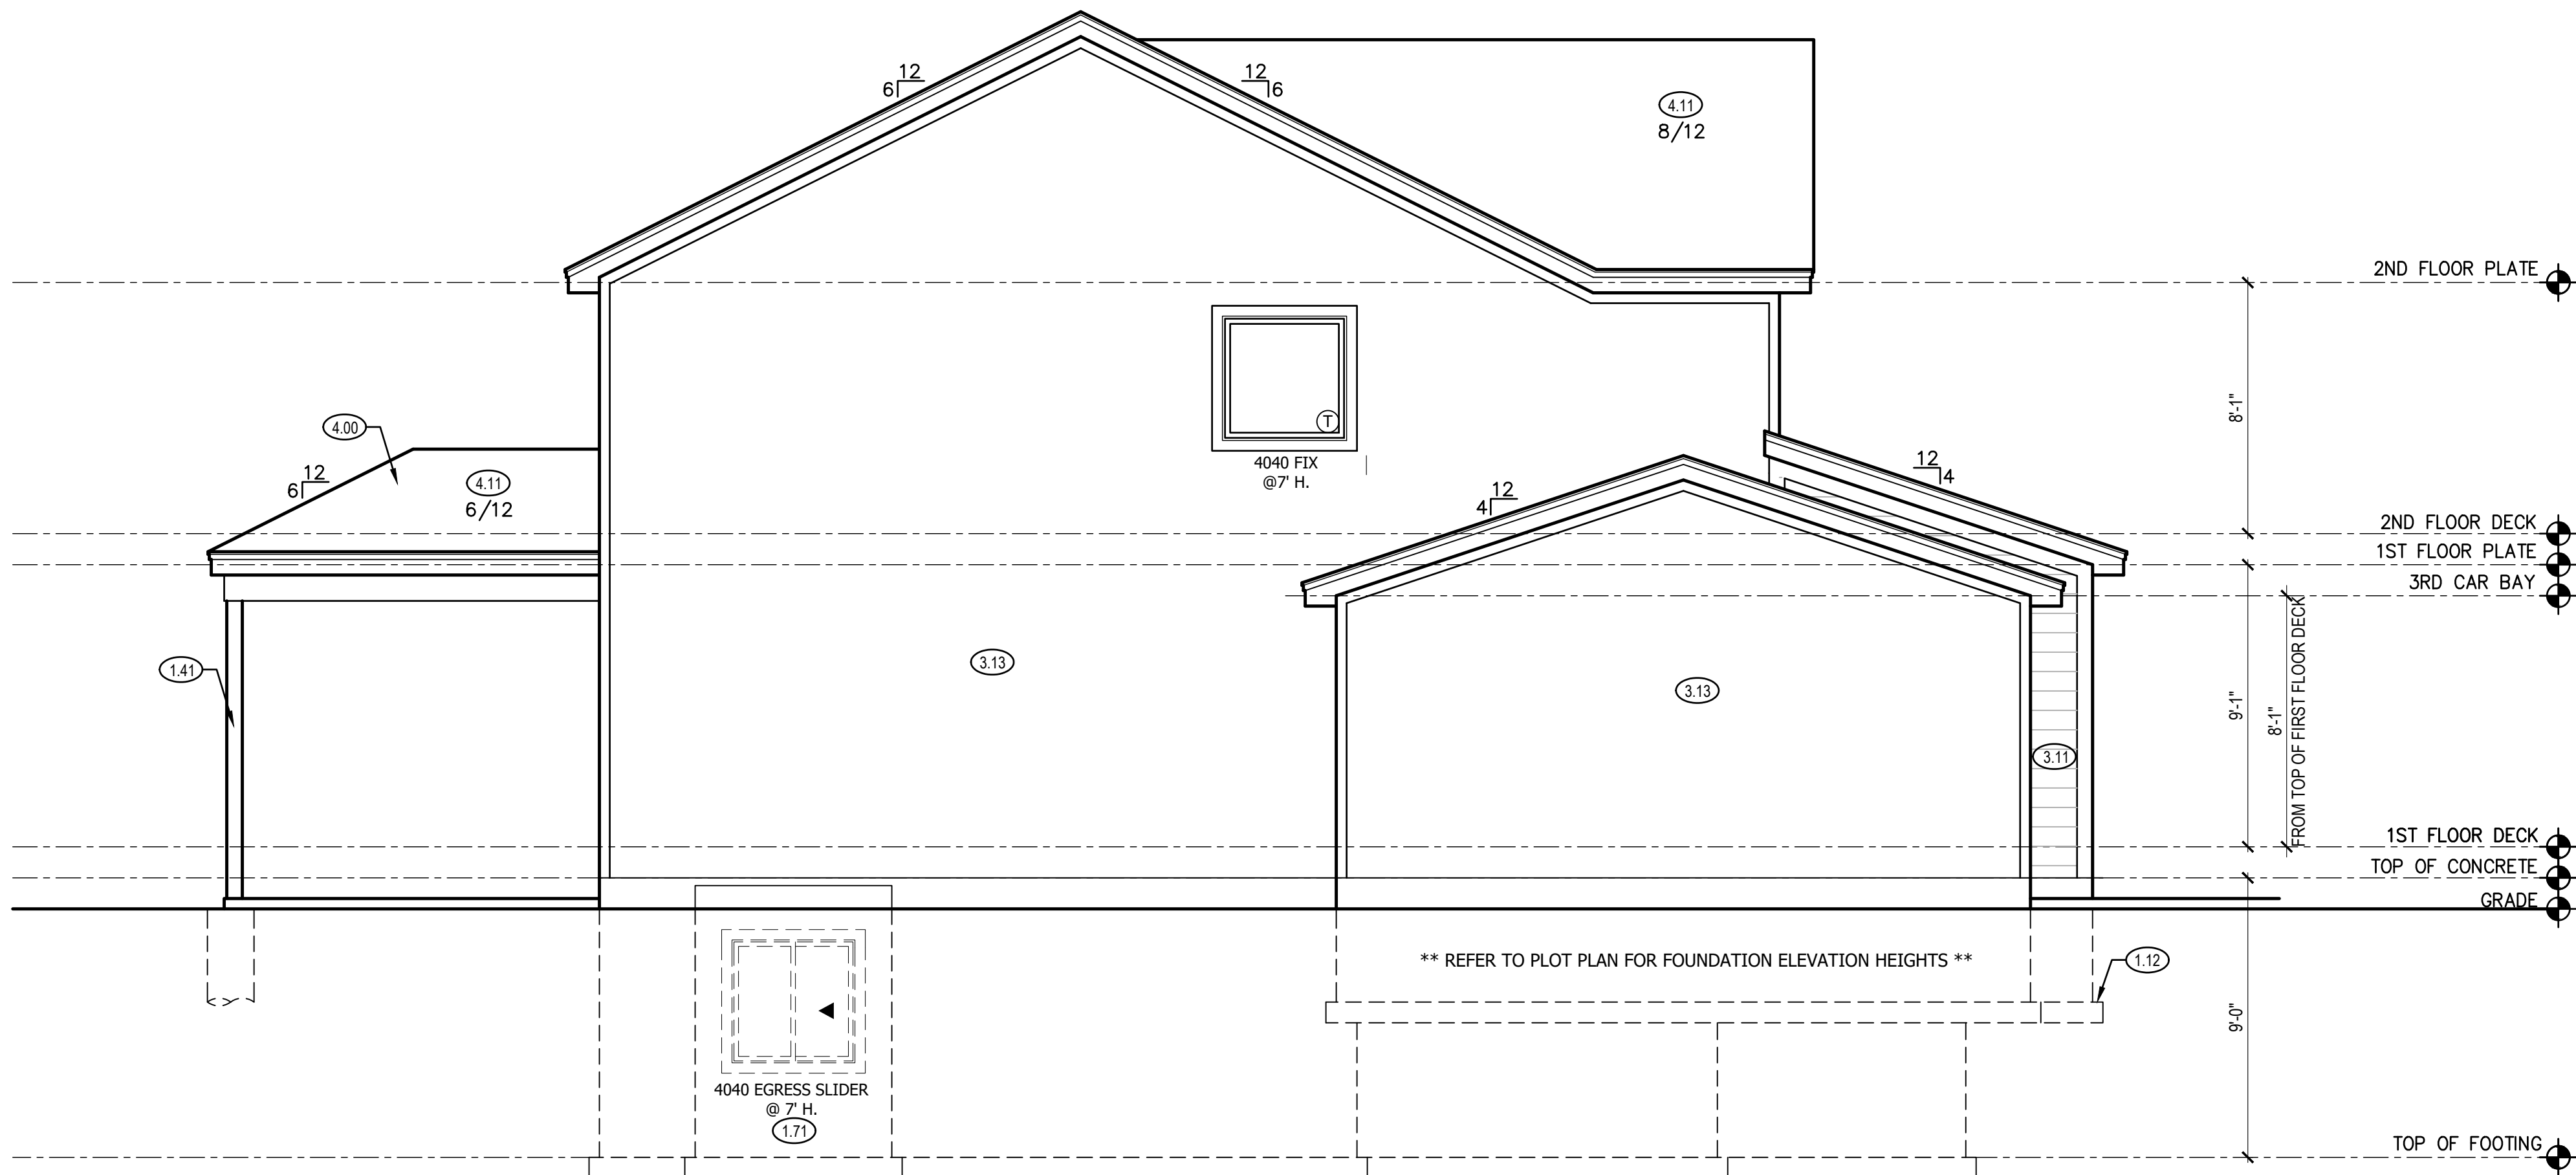 12
6
12
6
4.11
8/12
2ND FLOOR PLATE
4.00
12
6
4.11
6/12
T
4040 FIX
@7' H.
12
4
12
4
8'-1"
2ND FLOOR DECK
1ST FLOOR PLATE
3RD CAR BAY
1.41
3.13
3.13
3.11
9'-1"
8'-1"
FROM TOP OF FIRST FLOOR DECK
1ST FLOOR DECK
TOP OF CONCRETE
GRADE
** REFER TO PLOT PLAN FOR FOUNDATION ELEVATION HEIGHTS **
1.12
9'-0"
4040 EGRESS SLIDER
@ 7' H.
1.71
TOP OF FOOTING